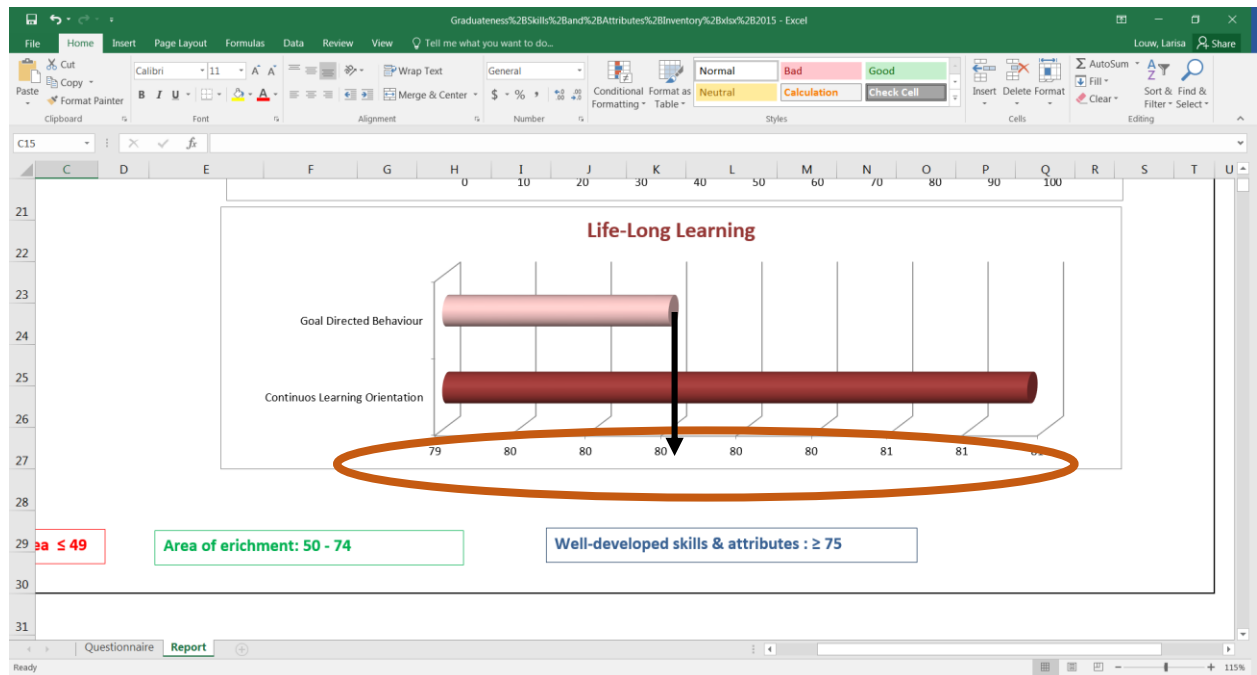 Graduateness%2BSkills%2Band%2BAttributes%2BInventory%2Bxlsx%2B2015 - Excel
File Home Insert Page Layout Formulas Data Review View Tell me what you want to do... Louw, Larisa Share
Cut Calibri 11 A A Wrap Text General Normal Bad Good AutoSum
Copy Fill
Paste Format Painter B I U A Merge & Center $ % , Conditional Formatting Format as Table Neutral Calculation Check Cell Insert Delete Format Clear Sort & Filter Find & Select
Clipboard Font Alignment Number Styles Cells Editing
C15 fx
C D E F G H I J K L M N O P Q R S T U
0 10 20 30 40 50 60 70 80 90 100
21
Life-Long Learning
22
23
Goal Directed Behaviour
24
25
Continuos Learning Orientation
26
79 80 80 80 80 80 81 81
27
28
29 ea ≤ 49 Area of erichment: 50 - 74 Well-developed skills & attributes : ≥ 75
30
31
Questionnaire Report
Ready 115%